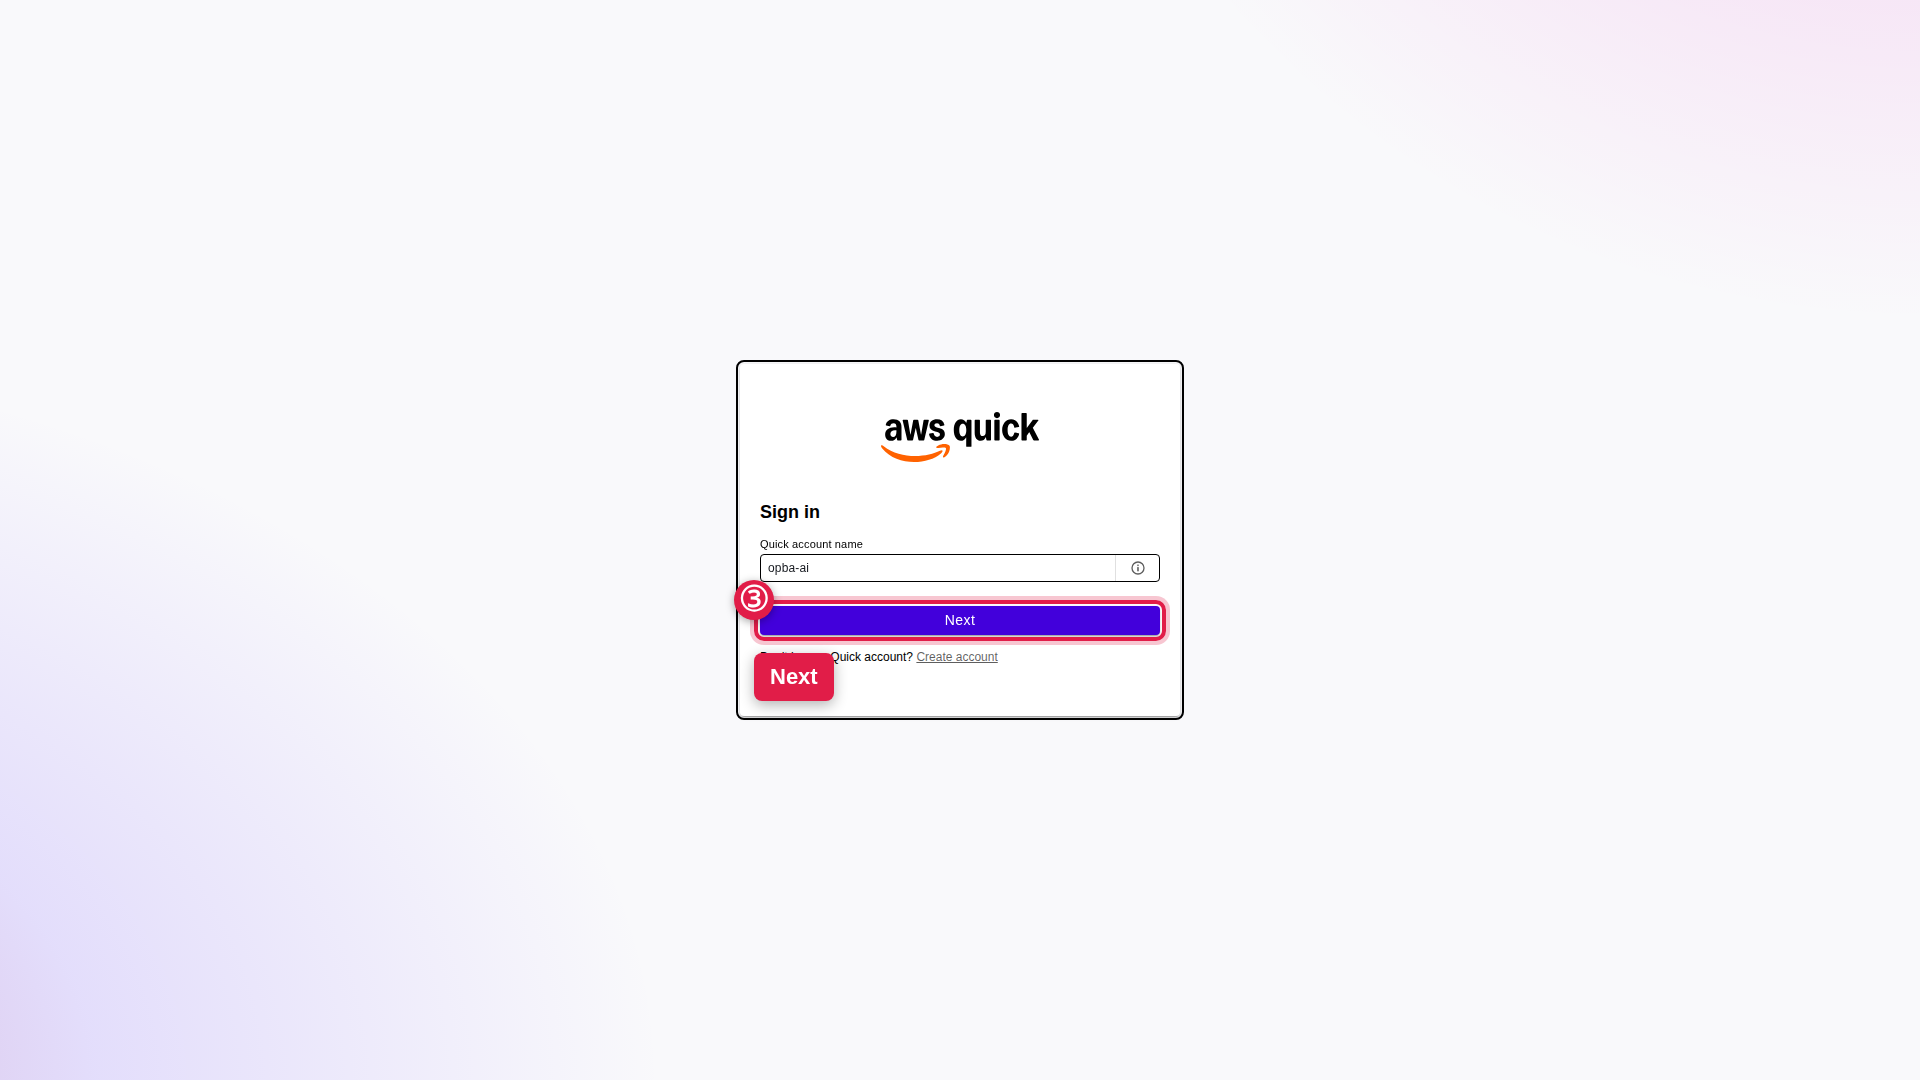 aws quick
Sign in
Quick account name
opba-ai
③
Next
Quick account? Create account
Next